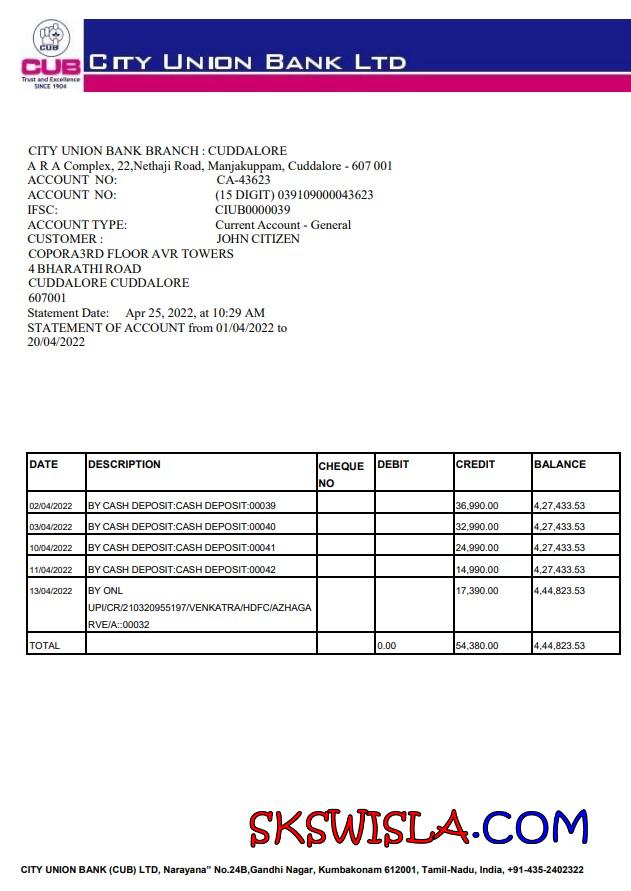 CUB
CUB
Trust and Excellence
SINCE 1904
CITY UNION BANK LTD
CITY UNION BANK BRANCH : CUDDALORE
A R A Complex, 22,Nethaji Road, Manjakuppam, Cuddalore - 607 001
ACCOUNT NO: CA-43623
ACCOUNT NO: (15 DIGIT) 039109000043623
IFSC: CIUB0000039
ACCOUNT TYPE: Current Account - General
CUSTOMER : JOHN CITIZEN
COPORA3RD FLOOR AVR TOWERS
4 BHARATHI ROAD
CUDDALORE CUDDALORE
607001
Statement Date: Apr 25, 2022, at 10:29 AM
STATEMENT OF ACCOUNT from 01/04/2022 to
20/04/2022
DATE DESCRIPTION CHEQUE NO DEBIT CREDIT BALANCE
02/04/2022 BY CASH DEPOSIT:CASH DEPOSIT:00039 36,990.00 4,27,433.53
03/04/2022 BY CASH DEPOSIT:CASH DEPOSIT:00040 32,990.00 4,27,433.53
10/04/2022 BY CASH DEPOSIT:CASH DEPOSIT:00041 24,990.00 4,27,433.53
11/04/2022 BY CASH DEPOSIT:CASH DEPOSIT:00042 14,990.00 4,27,433.53
13/04/2022 BY ONL 17,390.00 4,44,823.53
UPI/CR/210320955197/VENKATRA/HDFC/AZHAGA
RVE/A::00032
TOTAL 0.00 54,380.00 4,44,823.53
SKSWISLA.COM
CITY UNION BANK (CUB) LTD, Narayana" No.24B,Gandhi Nagar, Kumbakonam 612001, Tamil-Nadu, India, +91-435-2402322